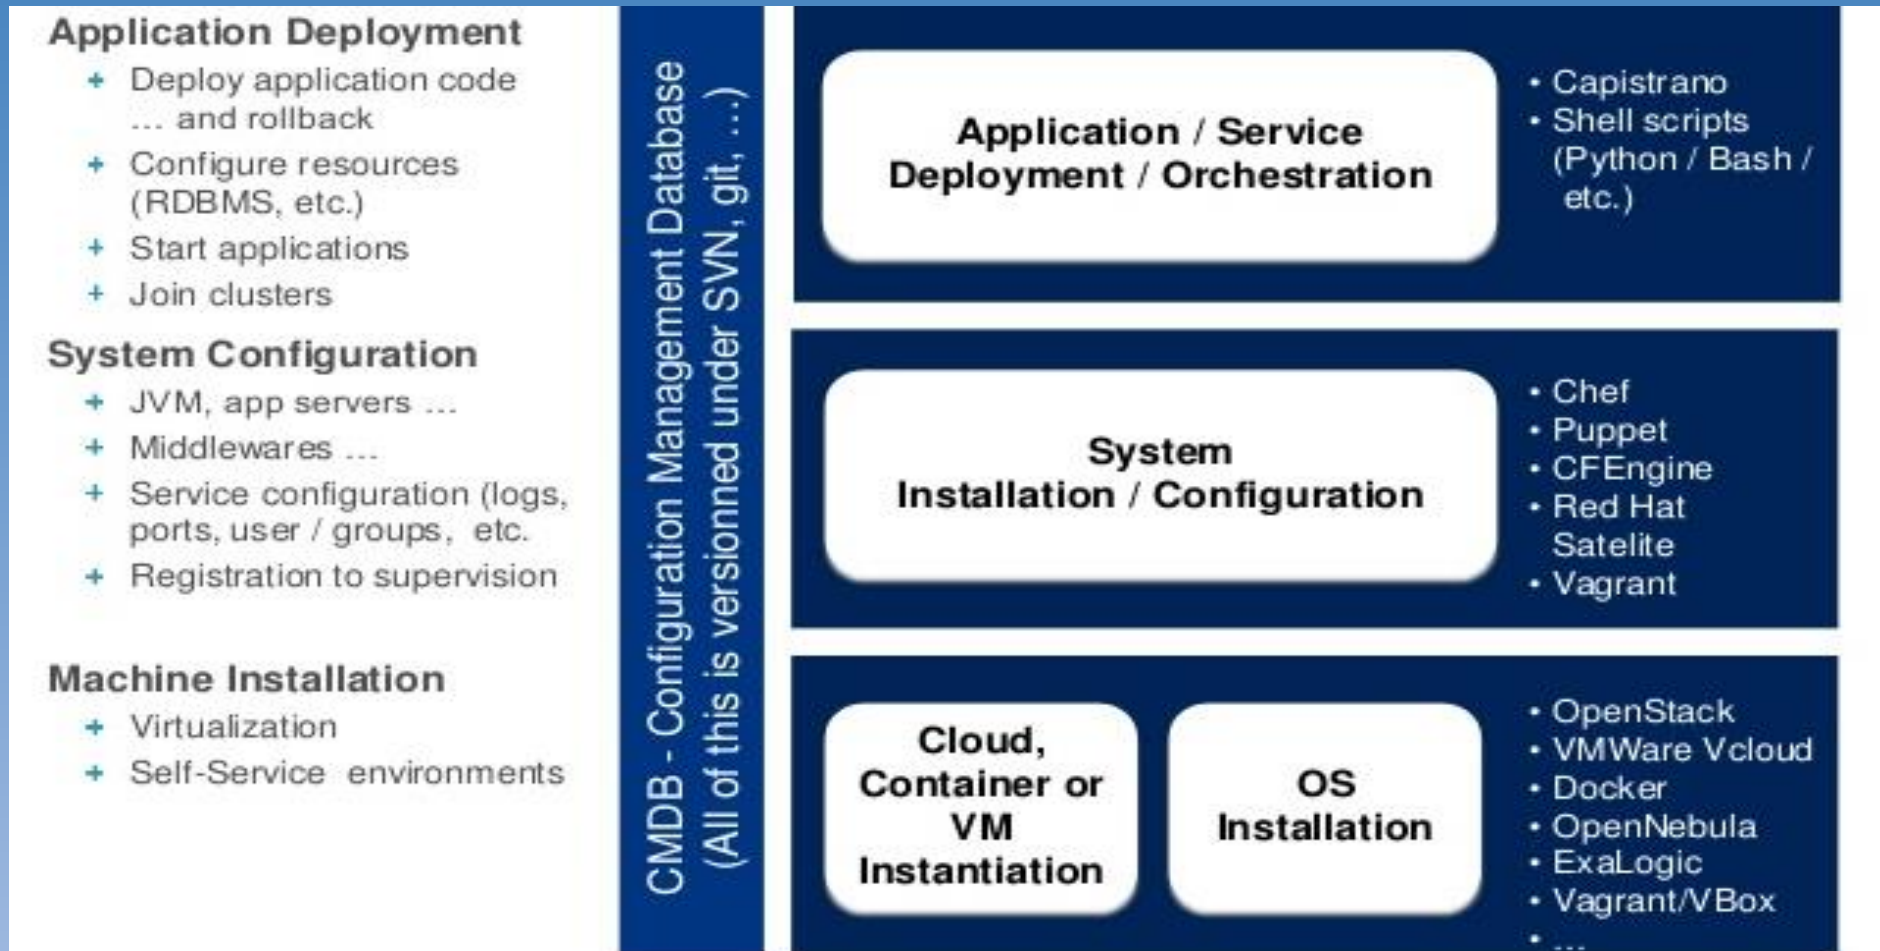 Application Deployment
+ Deploy application code
... and rollback
+ Configure resources
(RDBMS, etc.)
+ Start applications
+ Join clusters
System Configuration
+ JVM, app servers ...
+ Middlewares ...
+ Service configuration (logs,
ports, user / groups, etc.
+ Registration to supervision
Machine Installation
+ Virtualization
+ Self-Service environments
CMDB - Configuration Management Database
(All of this is versionned under SVN, git, ...)
Application / Service
Deployment / Orchestration
• Capistrano
• Shell scripts
(Python / Bash /
etc.)
System
Installation / Configuration
• Chef
• Puppet
• CFEngine
• Red Hat
Satelite
• Vagrant
Cloud,
Container or
VM
Instantiation
OS
Installation
• OpenStack
• VMWare Vcloud
• Docker
• OpenNebula
• ExaLogic
• Vagrant/VBox
• ...